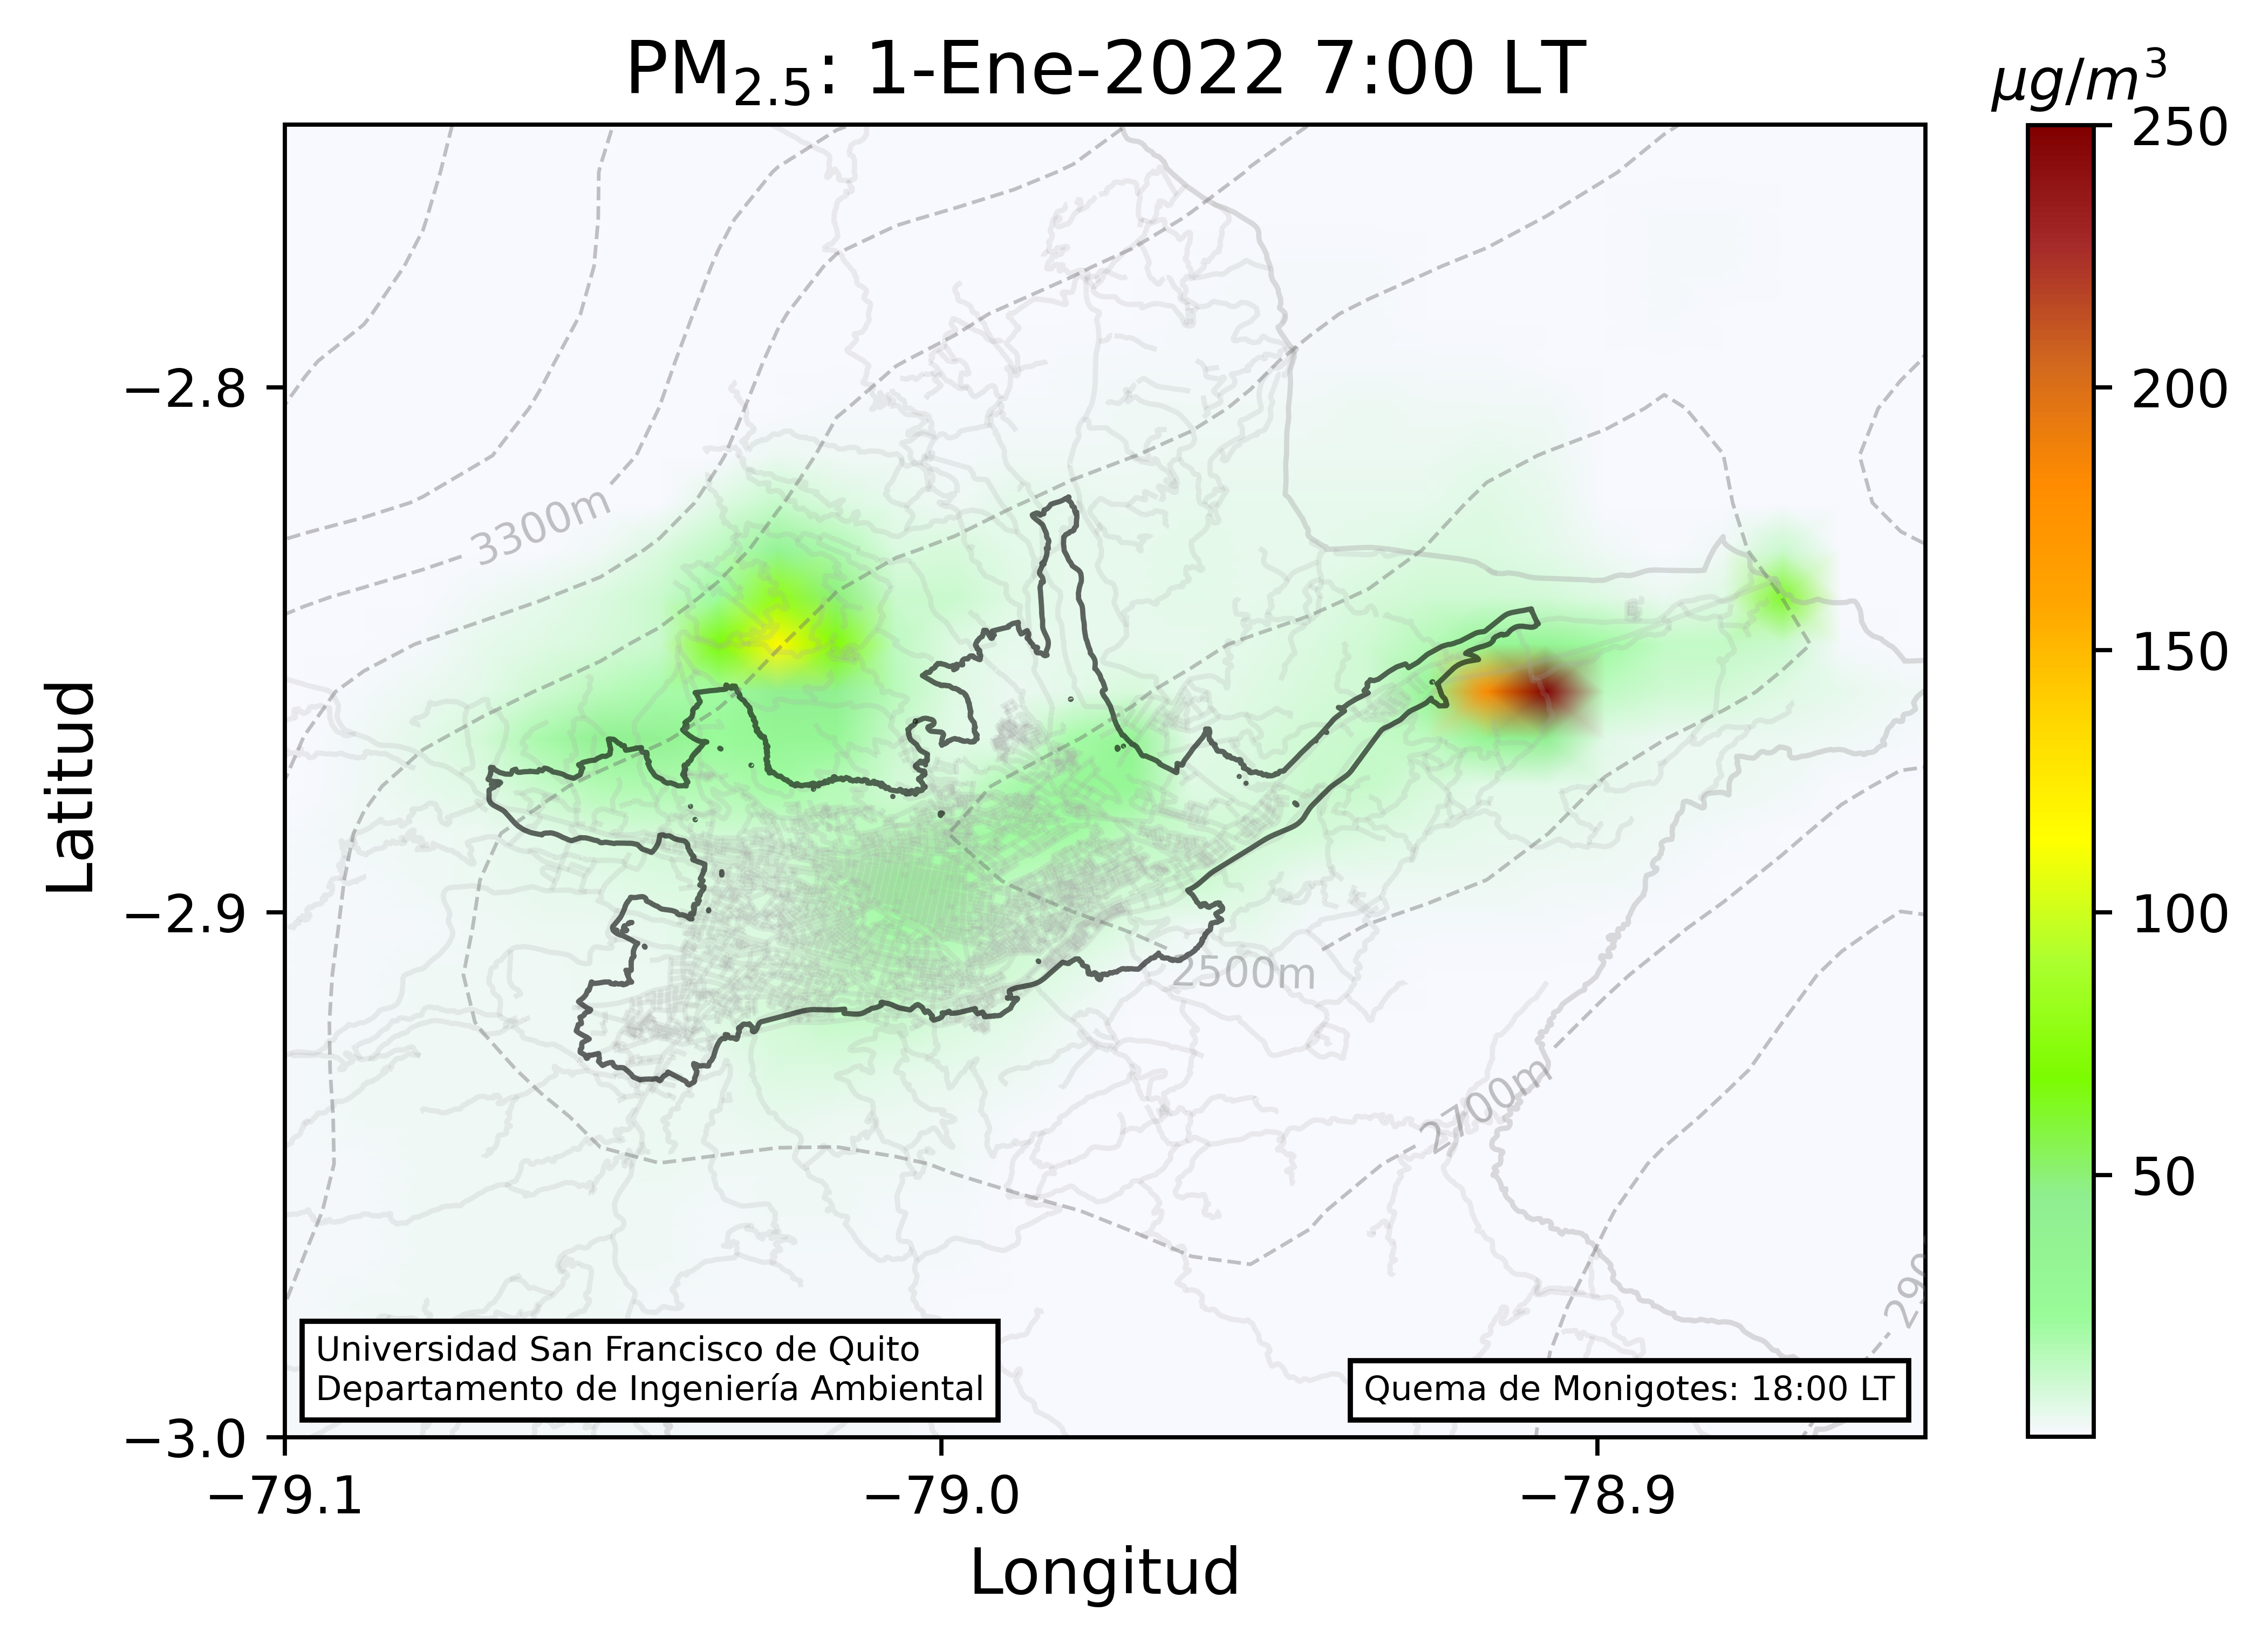 PM2.5: 1-Ene-2022 7:00 LT
μg/m³
250
200
150
100
50
Latitud
−2.8
−2.9
−3.0
3300m
2500m
2700m
290
Universidad San Francisco de Quito
Departamento de Ingeniería Ambiental
Quema de Monigotes: 18:00 LT
−79.1
−79.0
−78.9
Longitud